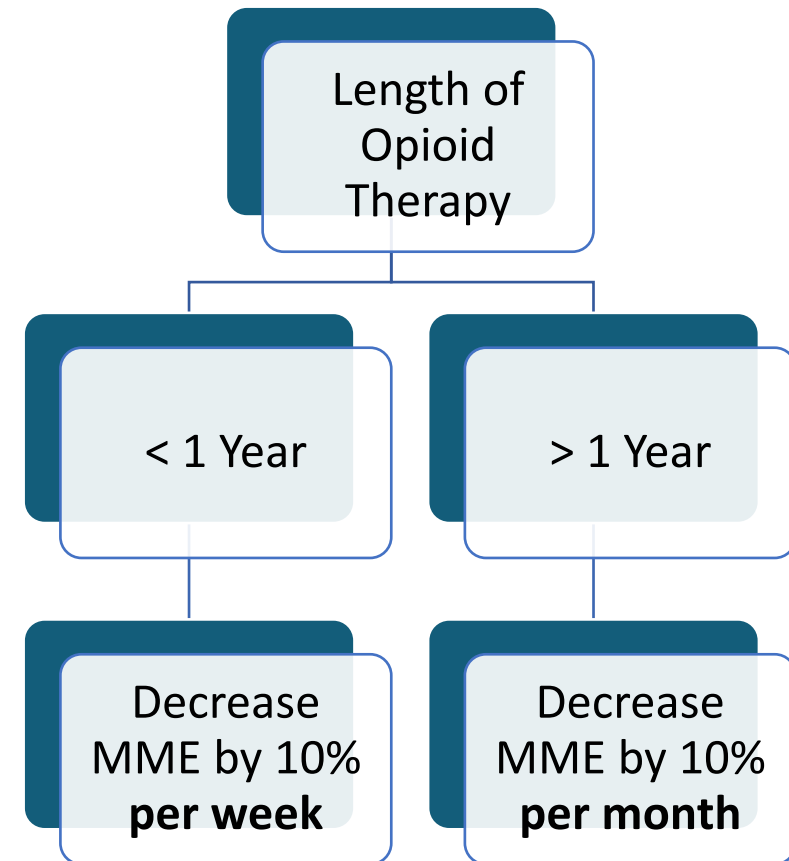 Length of
Opioid
Therapy
< 1 Year
> 1 Year
Decrease
MME by 10%
per week
Decrease
MME by 10%
per month